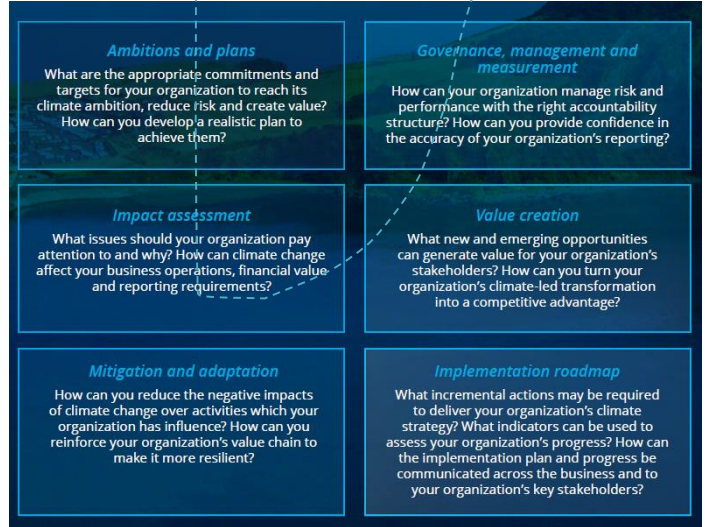 Ambitions and plans
What are the appropriate commitments and
targets for your organization to reach its
climate ambition, reduce risk and create value?
How can you develop a realistic plan to
achieve them?
Governance, management and
measurement
How can your organization manage risk and
performance with the right accountability
structure? How can you provide confidence in
the accuracy of your organization's reporting?
Impact assessment
What issues should your organization pay
attention to and why? How can climate change
affect your business operations, financial value
and reporting requirements?
Value creation
What new and emerging opportunities
can generate value for your organization's
stakeholders? How can you turn your
organization's climate-led transformation
into a competitive advantage?
Mitigation and adaptation
How can you reduce the negative impacts
of climate change over activities which your
organization has influence? How can you
reinforce your organization's value chain to
make it more resilient?
Implementation roadmap
What incremental actions may be required
to deliver your organization's climate
strategy? What indicators can be used to
assess your organization's progress? How can
the implementation plan and progress be
communicated across the business and to
your organization's key stakeholders?